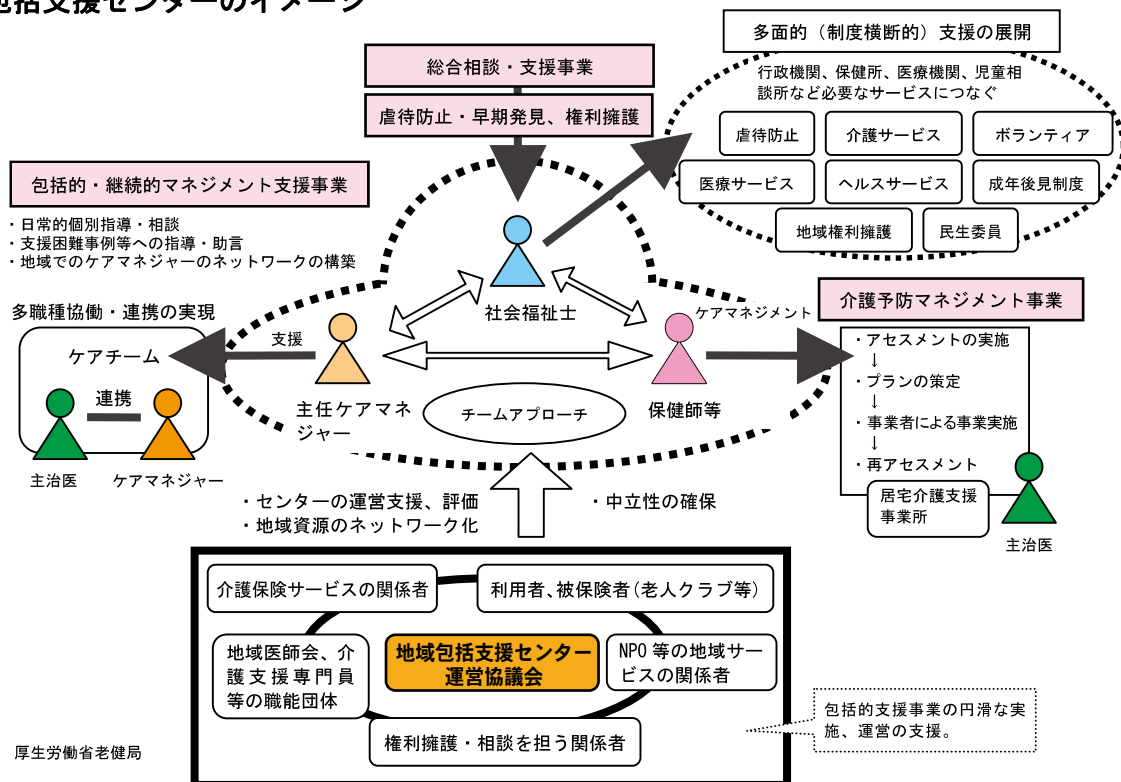 包括支援センターのイメージ
多面的（制度横断的）支援の展開
行政機関、保健所、医療機関、児童相
談所など必要なサービスにつなぐ
虐待防止
介護サービス
ボランティア
医療サービス
ヘルスサービス
成年後見制度
地域権利擁護
民生委員
総合相談・支援事業
虐待防止・早期発見、権利擁護
包括的・継続的マネジメント支援事業
・日常的個別指導・相談
・支援困難事例等への指導・助言
・地域でのケアマネジャーのネットワークの構築
多職種協働・連携の実現
ケアチーム
連携
主治医
ケアマネジャー
支援
社会福祉士
主任ケアマネ
ジャー
チームアプローチ
保健師等
ケアマネジメント
介護予防マネジメント事業
・アセスメントの実施
↓
・プランの策定
↓
・事業者による事業実施
↓
・再アセスメント
居宅介護支援
事業所
主治医
・センターの運営支援、評価
・地域資源のネットワーク化
・中立性の確保
介護保険サービスの関係者
利用者、被保険者（老人クラブ等）
地域医師会、介
護支援専門員
等の職能団体
地域包括支援センター
運営協議会
NPO 等の地域サー
ビスの関係者
権利擁護・相談を担う関係者
包括的支援事業の円滑な実
施、運営の支援。
厚生労働省老健局